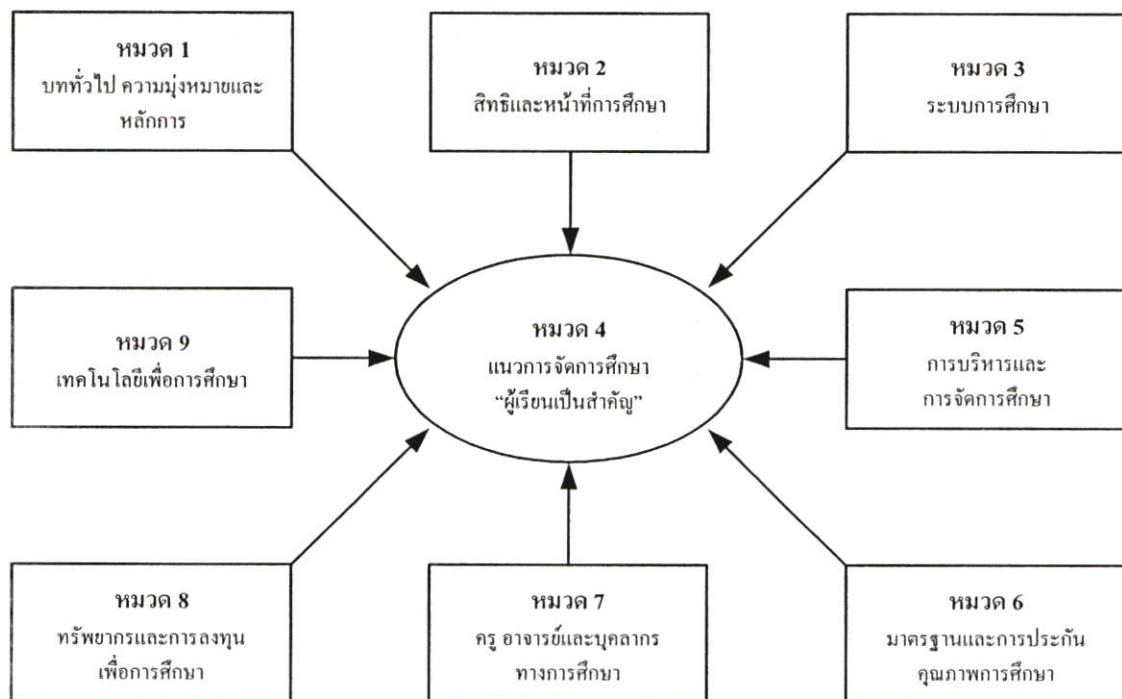 หมวด 1
บททั่วไป ความมุ่งหมายและ
หลักการ
หมวด 2
สิทธิและหน้าที่การศึกษา
หมวด 3
ระบบการศึกษา
หมวด 9
เทคโนโลยีเพื่อการศึกษา
หมวด 4
แนวการจัดการศึกษา
“ผู้เรียนเป็นสำคัญ”
หมวด 5
การบริหารและ
การจัดการศึกษา
หมวด 8
ทรัพยากรและการลงทุน
เพื่อการศึกษา
หมวด 7
ครู อาจารย์และบุคลากร
ทางการศึกษา
หมวด 6
มาตรฐานและการประกัน
คุณภาพการศึกษา